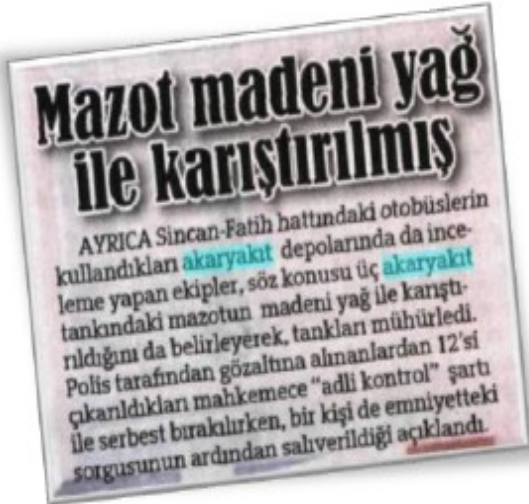 Mazot madeni yağ
ile karıştırılmış
AYRICA Sincan-Fatih hattındaki otobüslerin
kullandıkları akaryakıt depolarında da ince-
leme yapan ekipler, söz konusu üç akaryakıt
tankındaki mazotun madeni yağ ile karıştı-
rıldığını da belirleyerek, tankları mühürledi.
Polis tarafından gözaltına alınanlardan 12'si
çıkarıldıkları mahkemece "adli kontrol" şartı
ile serbest bırakılırken, bir kişi de emniyetteki
sorgusunun ardından salıverildiği açıklandı.